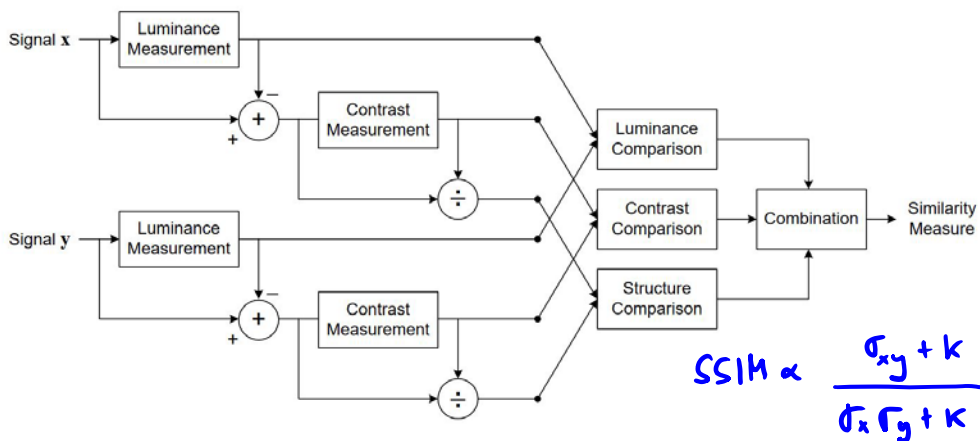 Signal x
Luminance
Measurement
−
+
+
Contrast
Measurement
÷
Luminance
Comparison
Signal y
Luminance
Measurement
−
+
+
Contrast
Measurement
÷
Contrast
Comparison
Structure
Comparison
Combination
Similarity
Measure
SSIM ∝ σxy + K
σx σy + K